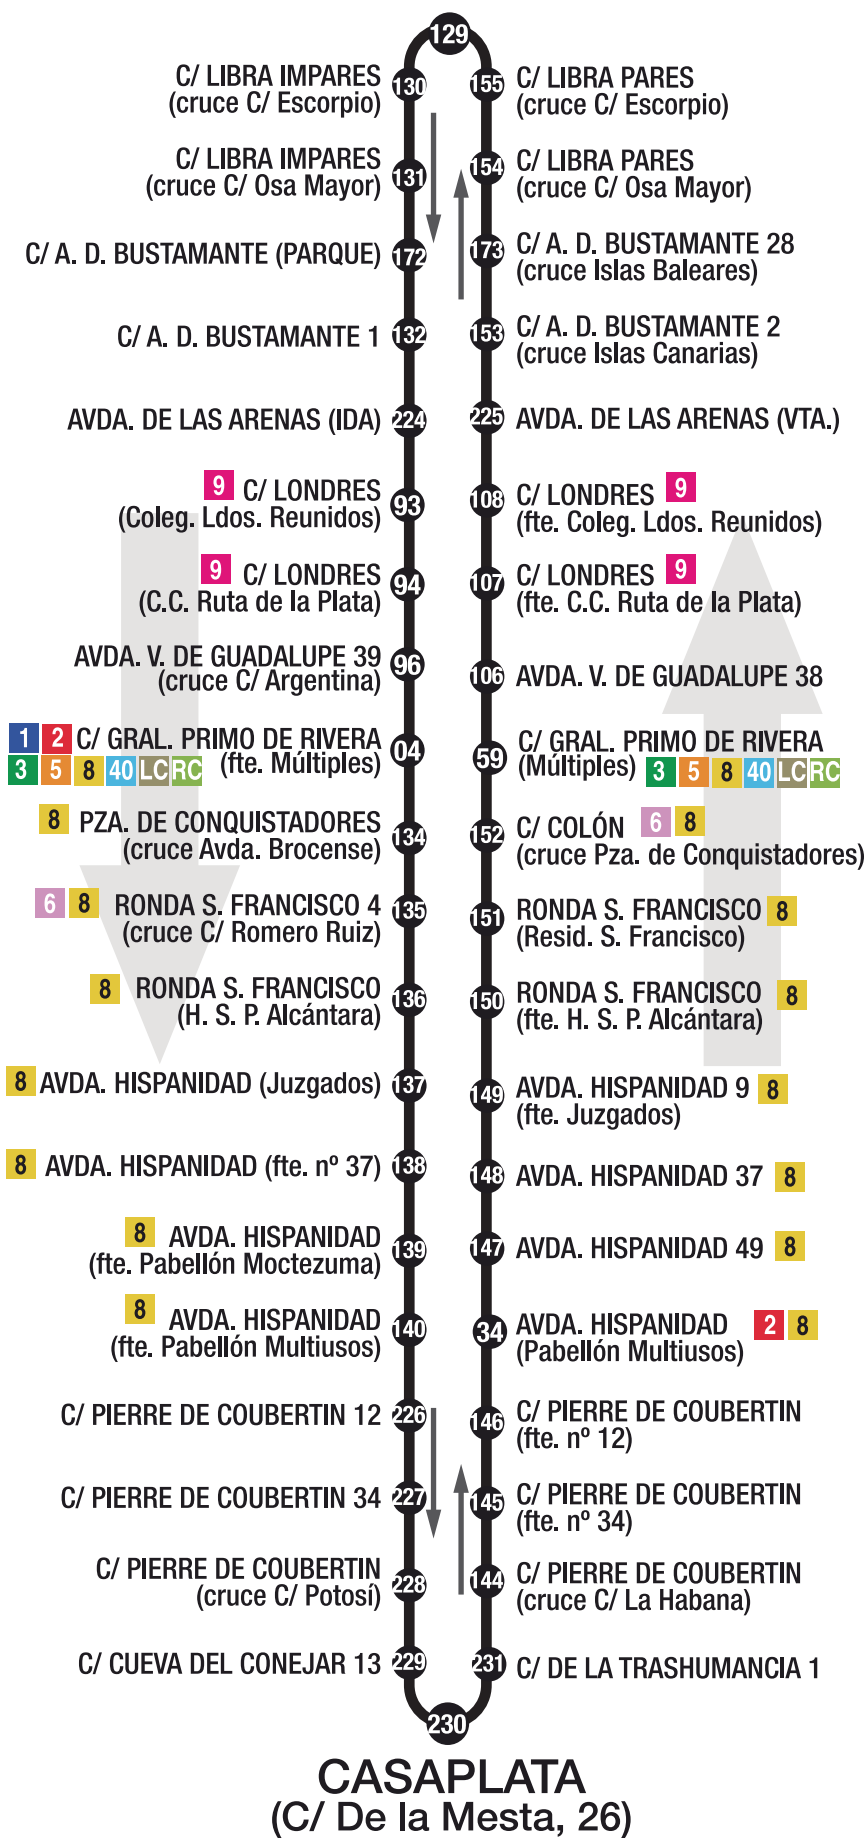 129
C/ LIBRA IMPARES
(cruce C/ Escorpio)
130
155
C/ LIBRA PARES
(cruce C/ Escorpio)
C/ LIBRA IMPARES
(cruce C/ Osa Mayor)
131
154
C/ LIBRA PARES
(cruce C/ Osa Mayor)
C/ A. D. BUSTAMANTE (PARQUE)
172
173
C/ A. D. BUSTAMANTE 28
(cruce Islas Baleares)
C/ A. D. BUSTAMANTE 1
132
153
C/ A. D. BUSTAMANTE 2
(cruce Islas Canarias)
AVDA. DE LAS ARENAS (IDA)
224
225
AVDA. DE LAS ARENAS (VTA.)
9 C/ LONDRES
(Coleg. Ldos. Reunidos)
93
108
C/ LONDRES 9
(fte. Coleg. Ldos. Reunidos)
9 C/ LONDRES
(C.C. Ruta de la Plata)
94
107
C/ LONDRES 9
(fte. C.C. Ruta de la Plata)
AVDA. V. DE GUADALUPE 39
(cruce C/ Argentina)
96
106
AVDA. V. DE GUADALUPE 38
1 2 C/ GRAL. PRIMO DE RIVERA
3 5 8 40 LC RC (fte. Múltiples)
04
59
C/ GRAL. PRIMO DE RIVERA
(Múltiples) 3 5 8 40 LC RC
8 PZA. DE CONQUISTADORES
(cruce Avda. Brocense)
134
152
C/ COLÓN 6 8
(cruce Pza. de Conquistadores)
6 8 RONDA S. FRANCISCO 4
(cruce C/ Romero Ruiz)
135
151
RONDA S. FRANCISCO 8
(Resid. S. Francisco)
8 RONDA S. FRANCISCO
(H. S. P. Alcántara)
136
150
RONDA S. FRANCISCO 8
(fte. H. S. P. Alcántara)
8 AVDA. HISPANIDAD (Juzgados)
137
149
AVDA. HISPANIDAD 9 8
(fte. Juzgados)
8 AVDA. HISPANIDAD (fte. nº 37)
138
148
AVDA. HISPANIDAD 37 8
8 AVDA. HISPANIDAD
(fte. Pabellón Moctezuma)
139
147
AVDA. HISPANIDAD 49 8
8 AVDA. HISPANIDAD
(fte. Pabellón Multiusos)
140
34
AVDA. HISPANIDAD 2 8
(Pabellón Multiusos)
C/ PIERRE DE COUBERTIN 12
226
146
C/ PIERRE DE COUBERTIN
(fte. nº 12)
C/ PIERRE DE COUBERTIN 34
227
145
C/ PIERRE DE COUBERTIN
(fte. nº 34)
C/ PIERRE DE COUBERTIN
(cruce C/ Potosí)
228
144
C/ PIERRE DE COUBERTIN
(cruce C/ La Habana)
C/ CUEVA DEL CONEJAR 13
229
231
C/ DE LA TRASHUMANCIA 1
230
CASAPLATA
(C/ De la Mesta, 26)